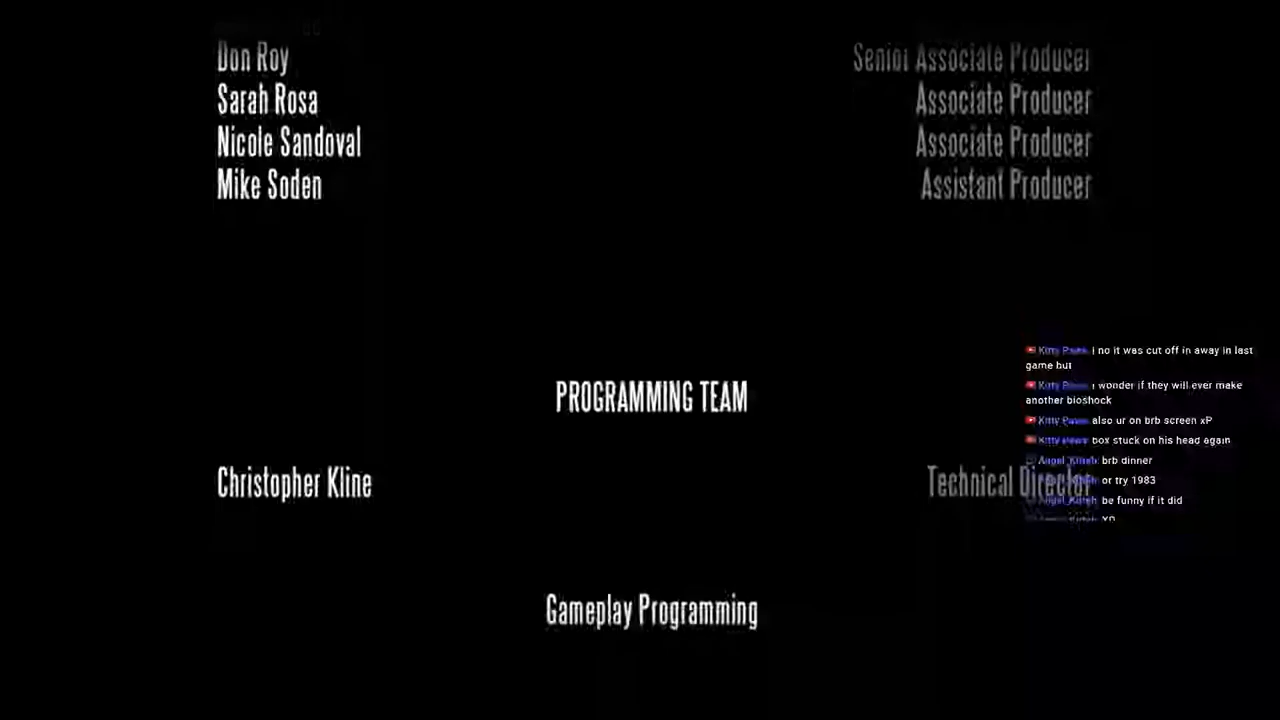 Don Roy Senior Associate Producer
Sarah Rosa Associate Producer
Nicole Sandoval Associate Producer
Mike Soden Assistant Producer
PROGRAMMING TEAM
Christopher Kline Technical Director
Gameplay Programming
i no it was cut off in away in last
game but
i wonder if they will ever make
another bioshock
also ur on brb screen xP
box stuck on his head again
brb dinner
or try 1983
be funny if it did